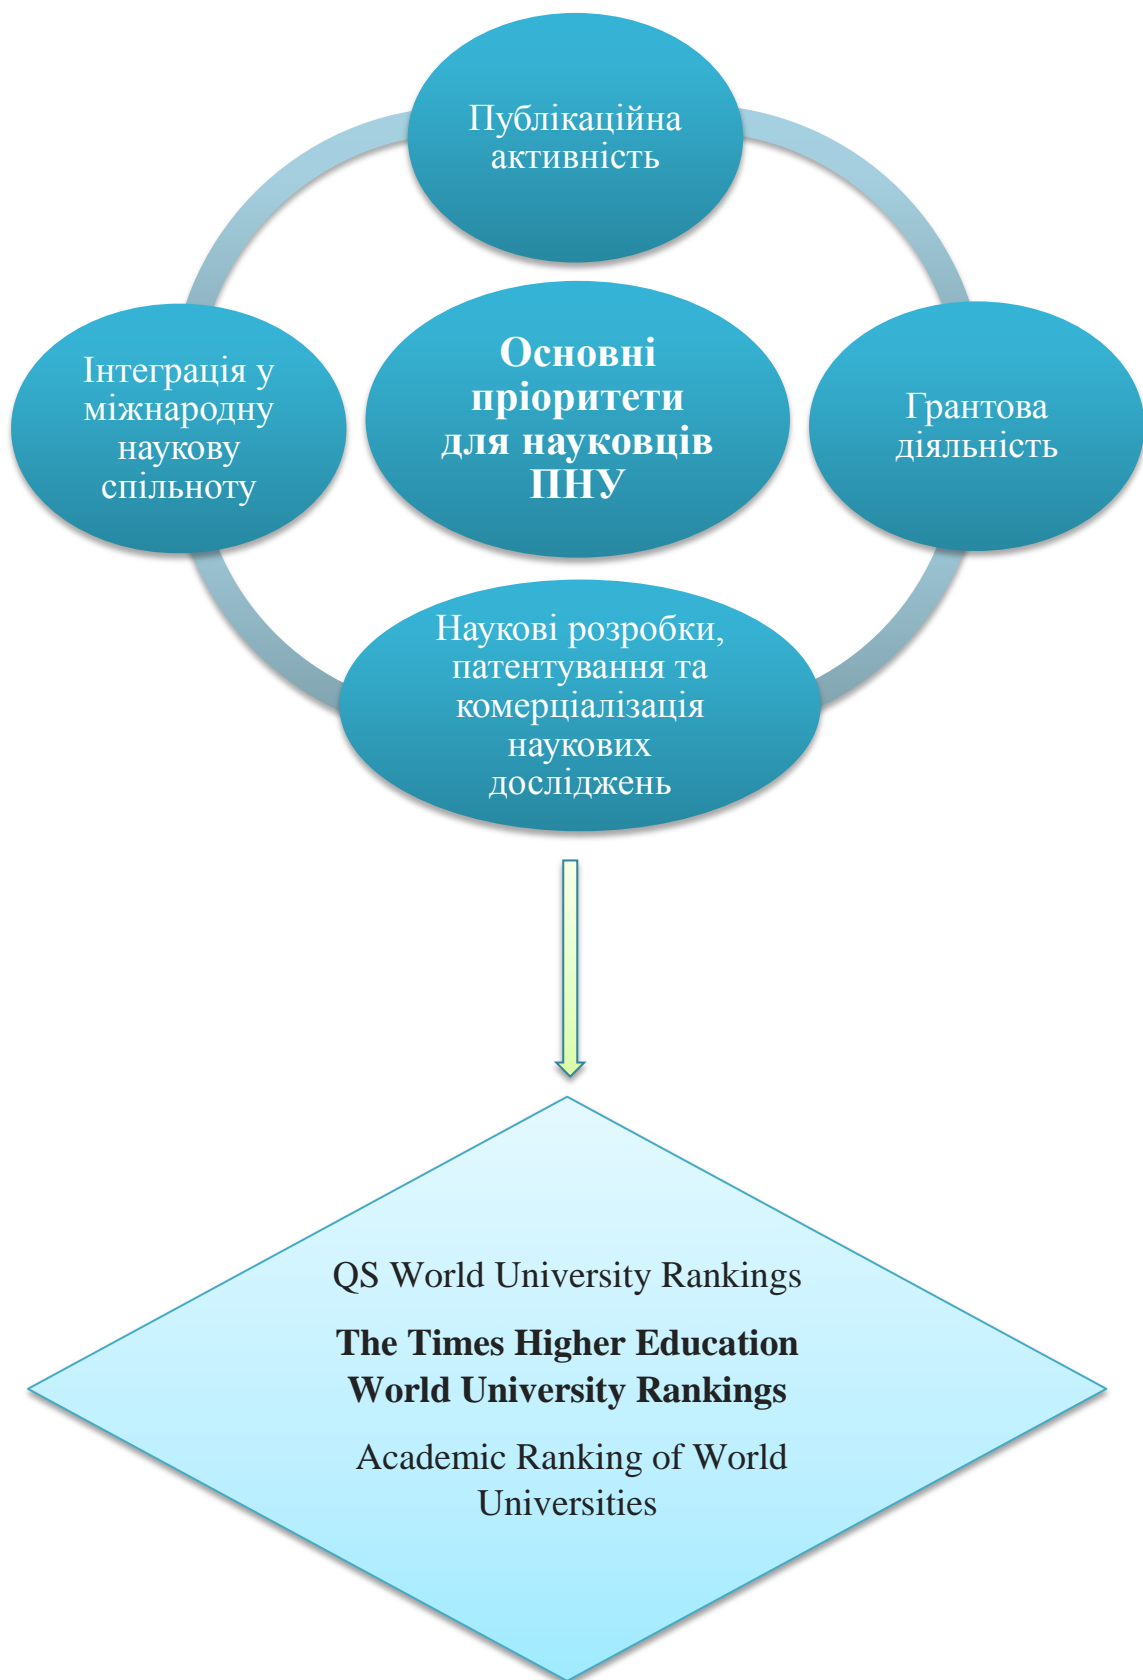 Публікаційна
активність
Інтеграція у
міжнародну
наукову
спільноту
Основні
пріоритети
для науковців
ПНУ
Грантова
діяльність
Наукові розробки,
патентування та
комерціалізація
наукових
досліджень
QS World University Rankings
The Times Higher Education
World University Rankings
Academic Ranking of World
Universities